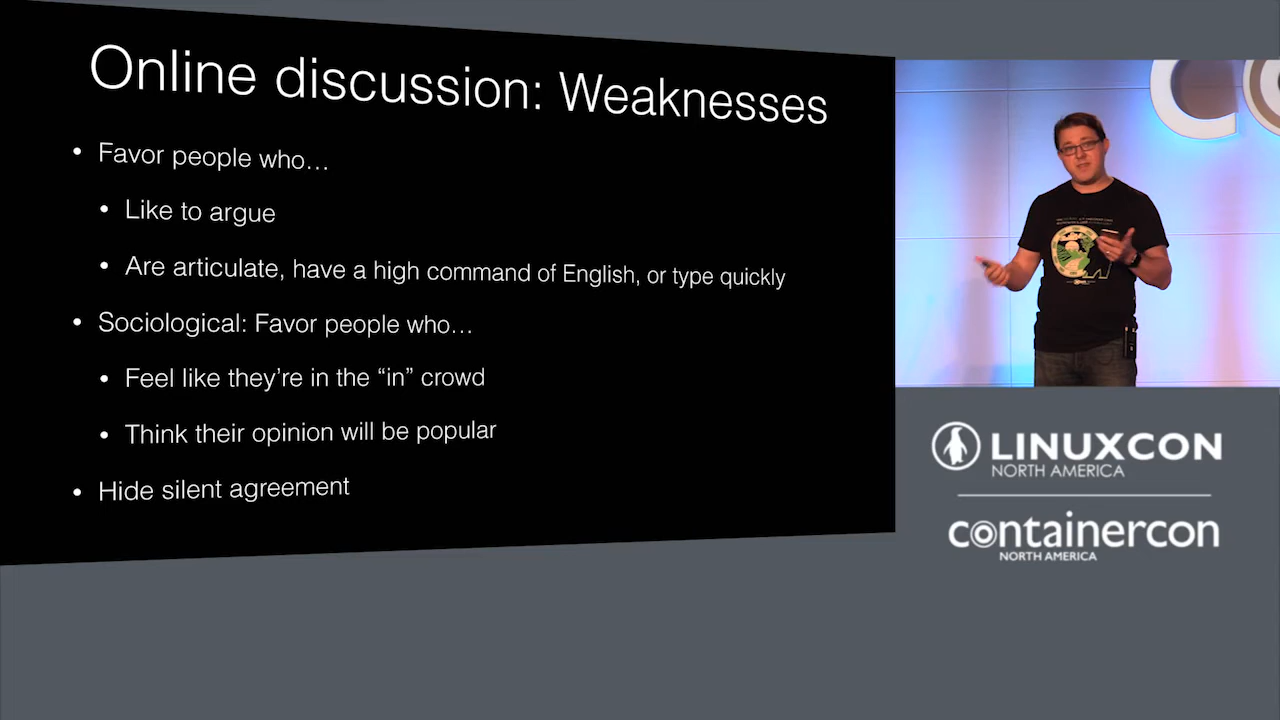 Online discussion: Weaknesses
• Favor people who…
• Like to argue
• Are articulate, have a high command of English, or type quickly
• Sociological: Favor people who…
• Feel like they’re in the “in” crowd
• Think their opinion will be popular
• Hide silent agreement
LINUXCON
NORTH AMERICA
containercon
NORTH AMERICA